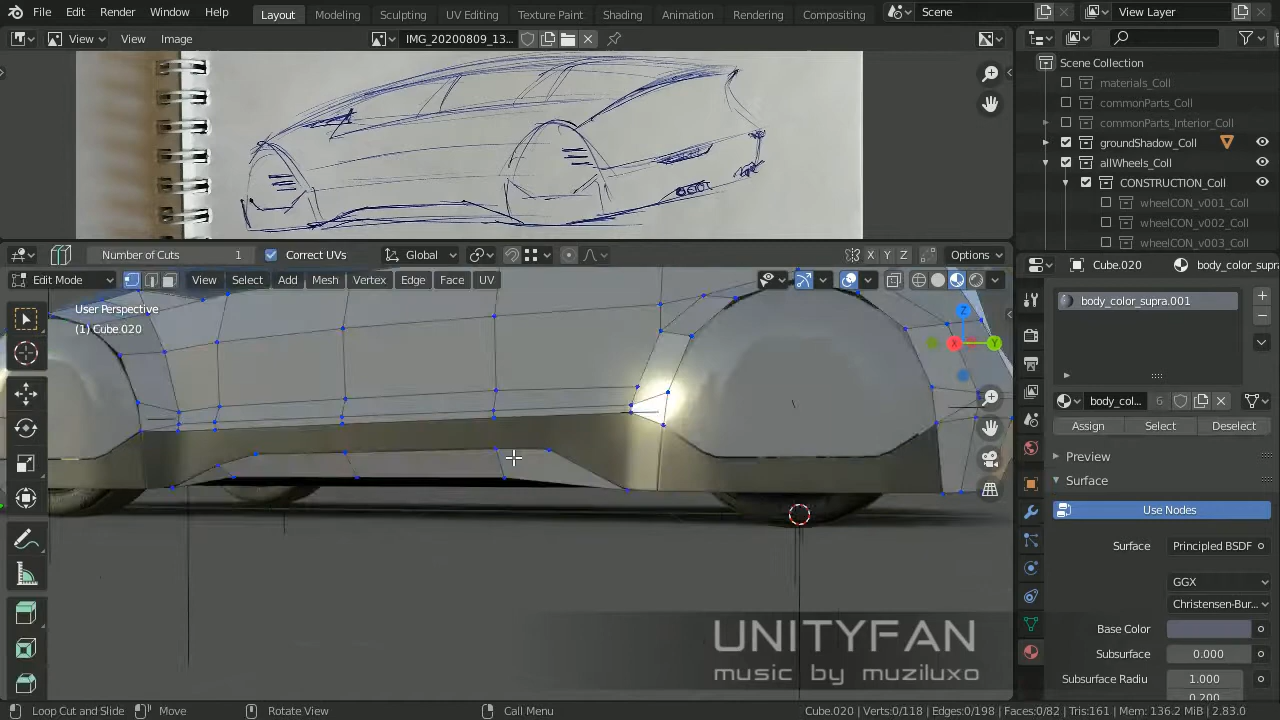 File Edit Render Window Help Layout Modeling Sculpting UV Editing Texture Paint Shading Animation Rendering Compositing Scene View Layer
View View Image IMG_20200809_13...
Scene Collection
materials_Coll
commonParts_Coll
commonParts_Interior_Coll
groundShadow_Coll
allWheels_Coll
CONSTRUCTION_Coll
wheelCON_v001_Coll
wheelCON_v002_Coll
wheelCON_v003_Coll
Number of Cuts 1 Correct UVs Global X Y Z Options
Edit Mode View Select Add Mesh Vertex Edge Face UV
User Perspective
(1) Cube.020
Z
X
Y
Cube.020 body_color_supra
body_color_supra.001
body_col... 6
Assign Select Deselect
Preview
Surface
Use Nodes
Surface Principled BSDF
GGX
Christensen-Bur...
Base Color
Subsurface 0.000
Subsurface Radiu 1.000
0.200
UNITYFAN
music by muziluxo
Loop Cut and Slide Move Rotate View Call Menu Cube.020 | Verts:0/118 | Edges:0/198 | Faces:0/82 | Tris:161 | Mem: 136.2 MiB | 2.83.0